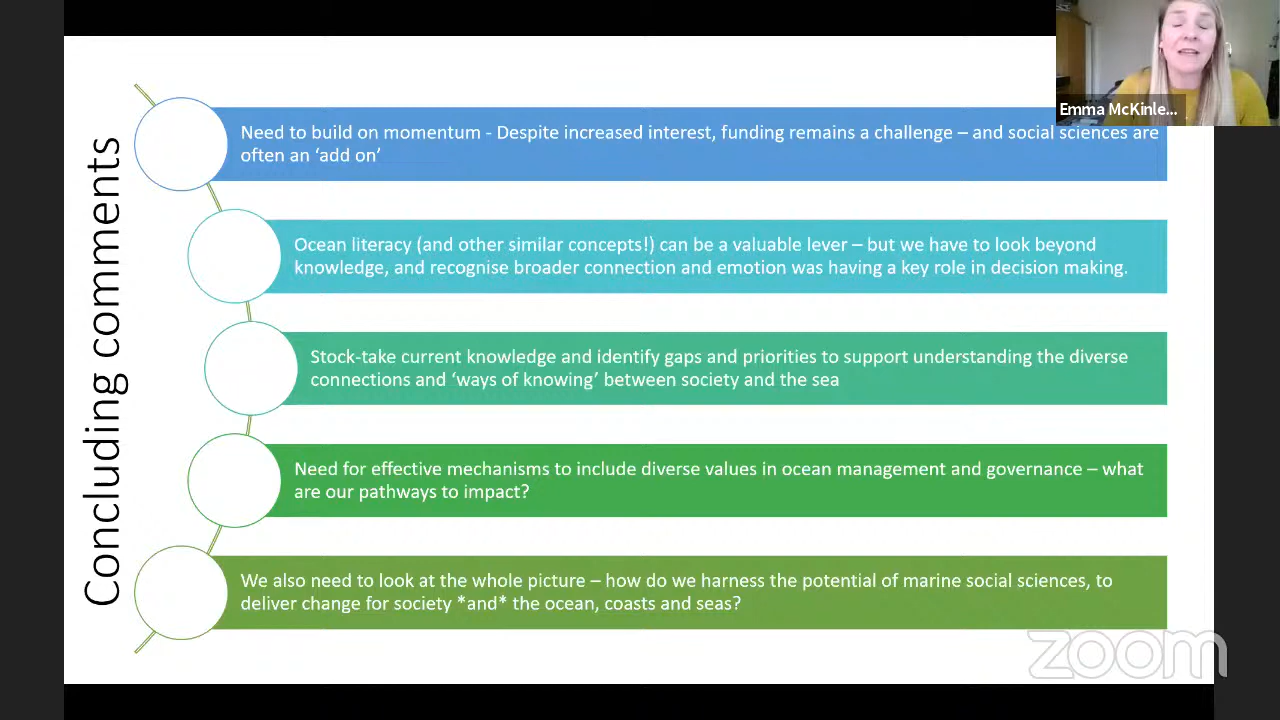 Emma McKinle...
Concluding comments
Need to build on momentum - Despite increased interest, funding remains a challenge – and social sciences are
often an ‘add on’
Ocean literacy (and other similar concepts!) can be a valuable lever – but we have to look beyond
knowledge, and recognise broader connection and emotion was having a key role in decision making.
Stock-take current knowledge and identify gaps and priorities to support understanding the diverse
connections and ‘ways of knowing’ between society and the sea
Need for effective mechanisms to include diverse values in ocean management and governance – what
are our pathways to impact?
We also need to look at the whole picture – how do we harness the potential of marine social sciences, to
deliver change for society *and* the ocean, coasts and seas?
zoom